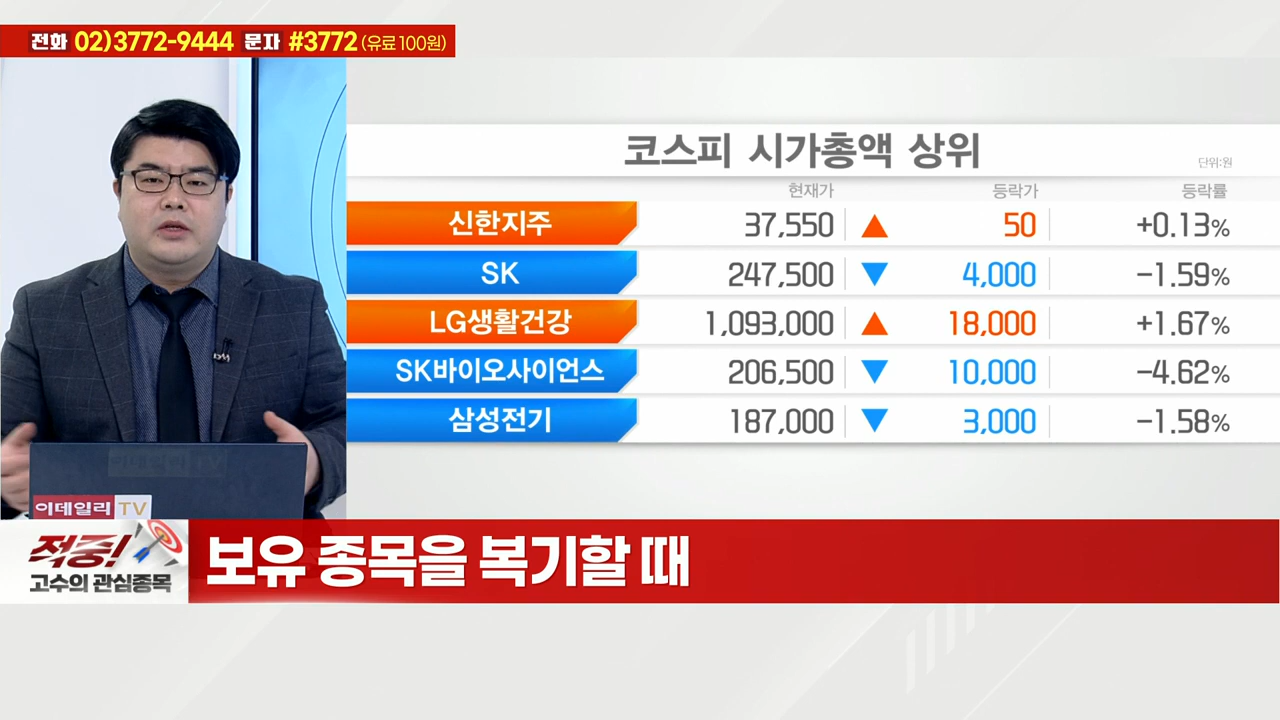 전화 02)3772-9444 문자 #3772 (유료 100원)
코스피 시가총액 상위
단위:원
현재가 등락가 등락률
신한지주 37,550 ▲ 50 +0.13%
SK 247,500 ▼ 4,000 -1.59%
LG생활건강 1,093,000 ▲ 18,000 +1.67%
SK바이오사이언스 206,500 ▼ 10,000 -4.62%
삼성전기 187,000 ▼ 3,000 -1.58%
이데일리 TV
적중!
고수의 관심종목
보유 종목을 복기할 때